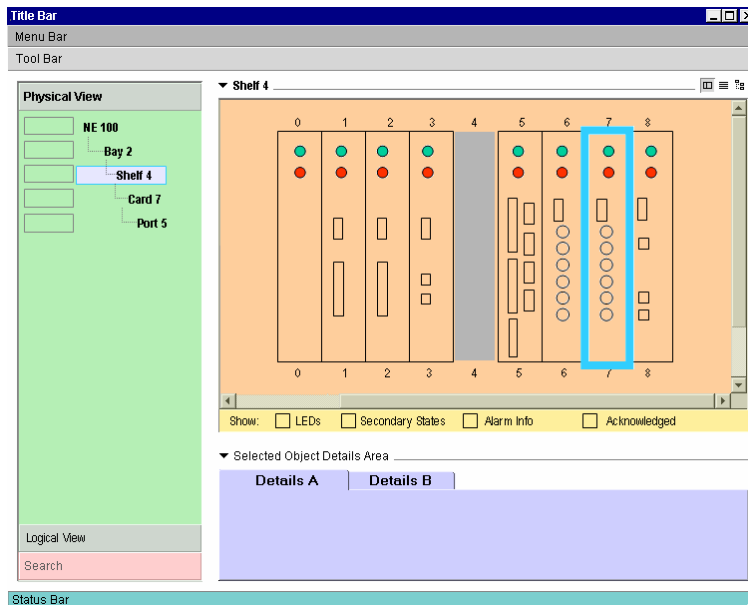 Title Bar
Menu Bar
Tool Bar
Physical View
NE 100
Bay 2
Shelf 4
Card 7
Port 5
Logical View
Search
Shelf 4
0 1 2 3 4 5 6 7 8
0 1 2 3 4 5 6 7 8
Show: LEDs Secondary States Alarm Info Acknowledged
Selected Object Details Area
Details A Details B
Status Bar